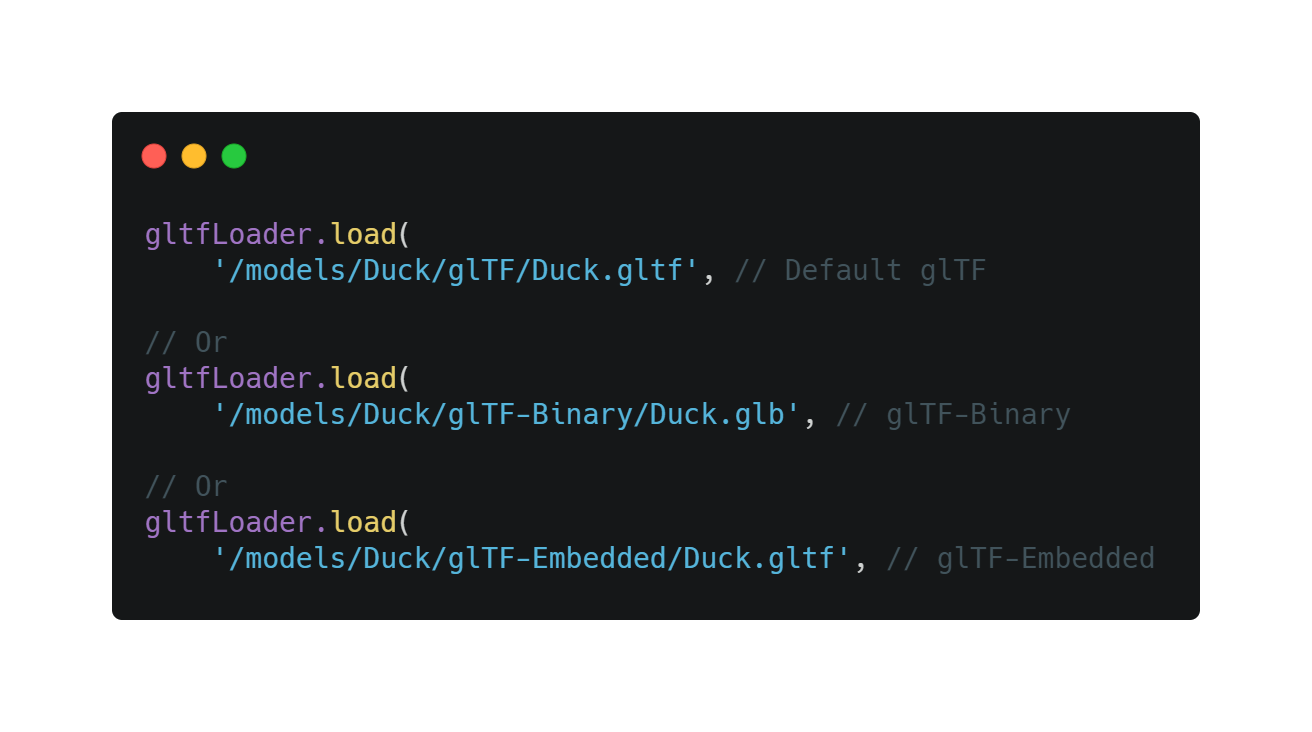 gltfLoader.load(
    '/models/Duck/glTF/Duck.gltf', // Default glTF
// Or
gltfLoader.load(
    '/models/Duck/glTF-Binary/Duck.glb', // glTF-Binary
// Or
gltfLoader.load(
    '/models/Duck/glTF-Embedded/Duck.gltf', // glTF-Embedded